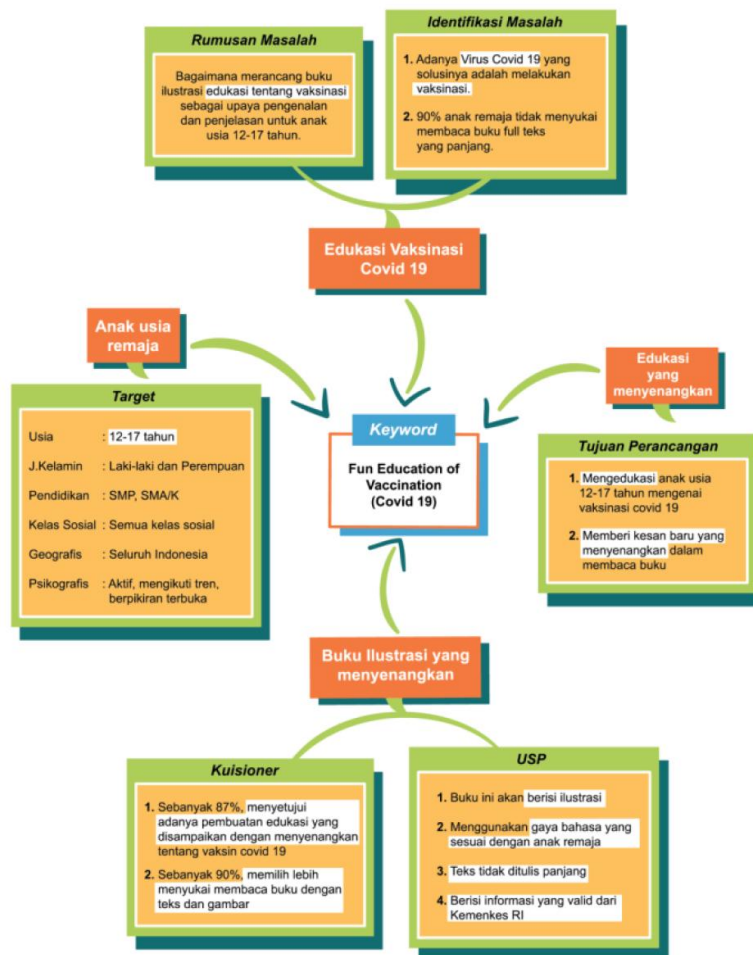 Rumusan Masalah
Bagaimana merancang buku
ilustrasi edukasi tentang vaksinasi
sebagai upaya pengenalan
dan penjelasan untuk anak
usia 12-17 tahun.
Identifikasi Masalah
1. Adanya Virus Covid 19 yang
solusinya adalah melakukan
vaksinasi.
2. 90% anak remaja tidak menyukai
membaca buku full teks
yang panjang.
Edukasi Vaksinasi
Covid 19
Anak usia
remaja
Target
Usia : 12-17 tahun
J.Kelamin : Laki-laki dan Perempuan
Pendidikan : SMP, SMA/K
Kelas Sosial : Semua kelas sosial
Geografis : Seluruh Indonesia
Psikografis : Aktif, mengikuti tren,
berpikiran terbuka
Keyword
Fun Education of
Vaccination
(Covid 19)
Edukasi
yang
menyenangkan
Tujuan Perancangan
1. Mengedukasi anak usia
12-17 tahun mengenai
vaksinasi covid 19
2. Memberi kesan baru yang
menyenangkan dalam
membaca buku
Buku Ilustrasi yang
menyenangkan
Kuisioner
1. Sebanyak 87%, menyetujui
adanya pembuatan edukasi yang
disampaikan dengan menyenangkan
tentang vaksin covid 19
2. Sebanyak 90%, memilih lebih
menyukai membaca buku dengan
teks dan gambar
USP
1. Buku ini akan berisi ilustrasi
2. Menggunakan gaya bahasa yang
sesuai dengan anak remaja
3. Teks tidak ditulis panjang
4. Berisi informasi yang valid dari
Kemenkes RI